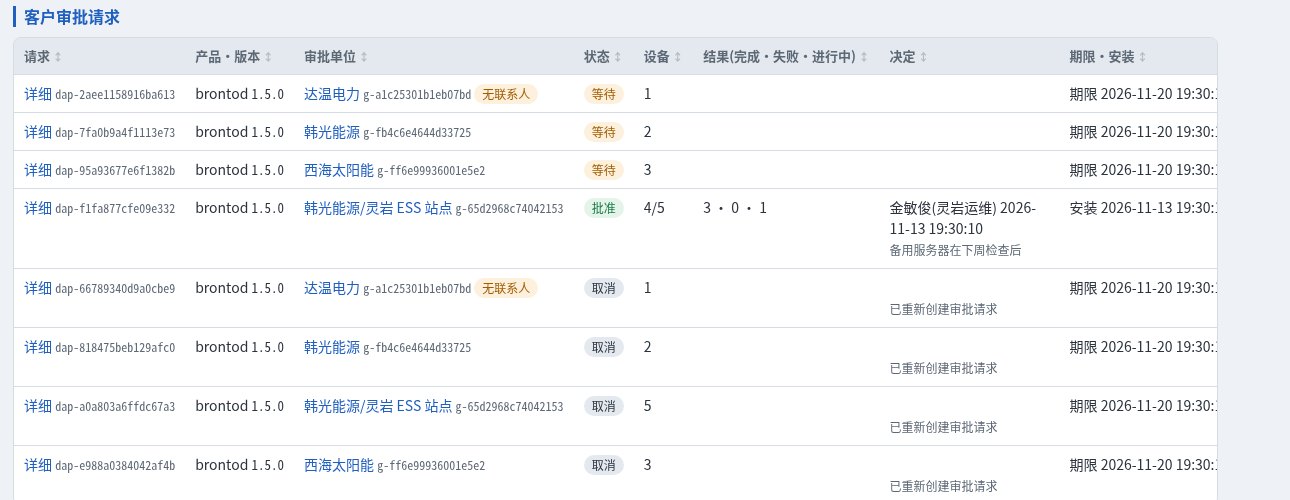 客户审批请求
请求 ↕ 产品・版本 ↕ 审批单位 ↕ 状态 ↕ 设备 ↕ 结果(完成・失败・进行中) ↕ 决定 ↕ 期限・安装 ↕
详细 dap-2aee1158916ba613 brontod 1.5.0 达温电力 g-a1c25301b1eb07bd 无联系人 等待 1 期限 2026-11-20 19:30:
详细 dap-7fa0b9a4f1113e73 brontod 1.5.0 韩光能源 g-fb4c6e4644d33725 等待 2 期限 2026-11-20 19:30:
详细 dap-95a93677e6f1382b brontod 1.5.0 西海太阳能 g-ff6e99936001e5e2 等待 3 期限 2026-11-20 19:30:
详细 dap-f1fa877cfe09e332 brontod 1.5.0 韩光能源/灵岩 ESS 站点 g-65d2968c74042153 批准 4/5 3 ・ 0 ・ 1 金敏俊(灵岩运维) 2026- 安装 2026-11-13 19:30:
11-13 19:30:10
备用服务器在下周检查后
详细 dap-66789340d9a0cbe9 brontod 1.5.0 达温电力 g-a1c25301b1eb07bd 无联系人 取消 1 期限 2026-11-20 19:30:
已重新创建审批请求
详细 dap-818475beb129afc0 brontod 1.5.0 韩光能源 g-fb4c6e4644d33725 取消 2 期限 2026-11-20 19:30:
已重新创建审批请求
详细 dap-a0a803a6ffdc67a3 brontod 1.5.0 韩光能源/灵岩 ESS 站点 g-65d2968c74042153 取消 5 期限 2026-11-20 19:30:
已重新创建审批请求
详细 dap-e988a0384042af4b brontod 1.5.0 西海太阳能 g-ff6e99936001e5e2 取消 3 期限 2026-11-20 19:30:
已重新创建审批请求